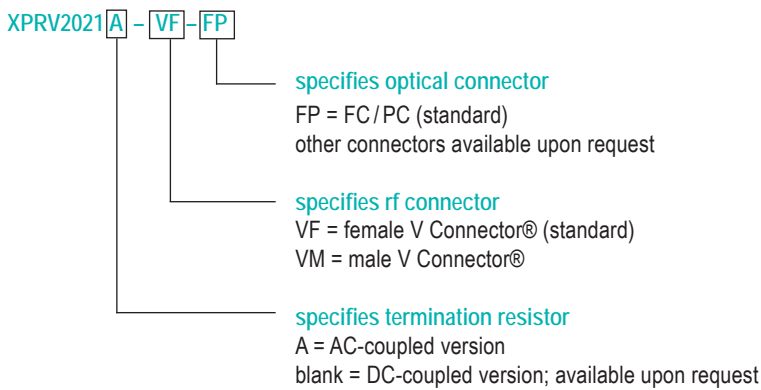 XPRV2021 A – VF – FP
specifies optical connector
FP = FC / PC (standard)
other connectors available upon request
specifies rf connector
VF = female V Connector® (standard)
VM = male V Connector®
specifies termination resistor
A = AC-coupled version
blank = DC-coupled version; available upon request